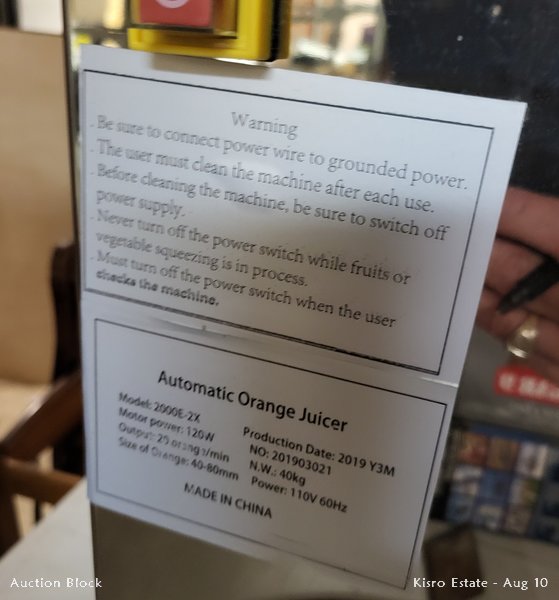 Warning
. Be sure to connect power wire to grounded power.
. The user must clean the machine after each use.
. Before cleaning the machine, be sure to switch off
power supply.
. Never turn off the power switch while fruits or
vegetable squeezing is in process.
. Must turn off the power switch when the user
checks the machine.
Automatic Orange Juicer
Model: 2000E-2X
Motor power: 120W
Output: 25 orangs/min
Size of Orange: 40-80mm
Production Date: 2019 Y3M
NO: 201903021
N.W.: 40kg
Power: 110V 60Hz
MADE IN CHINA
Auction Block
Kisro Estate - Aug 10